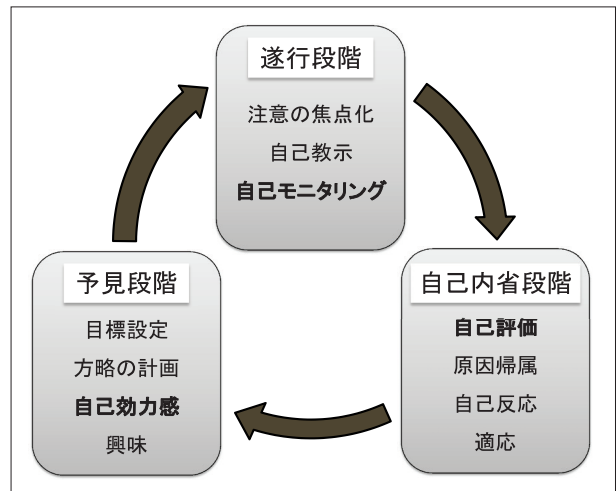 遂行段階
注意の焦点化
自己教示
自己モニタリング
予見段階
目標設定
方略の計画
自己効力感
興味
自己内省段階
自己評価
原因帰属
自己反応
適応